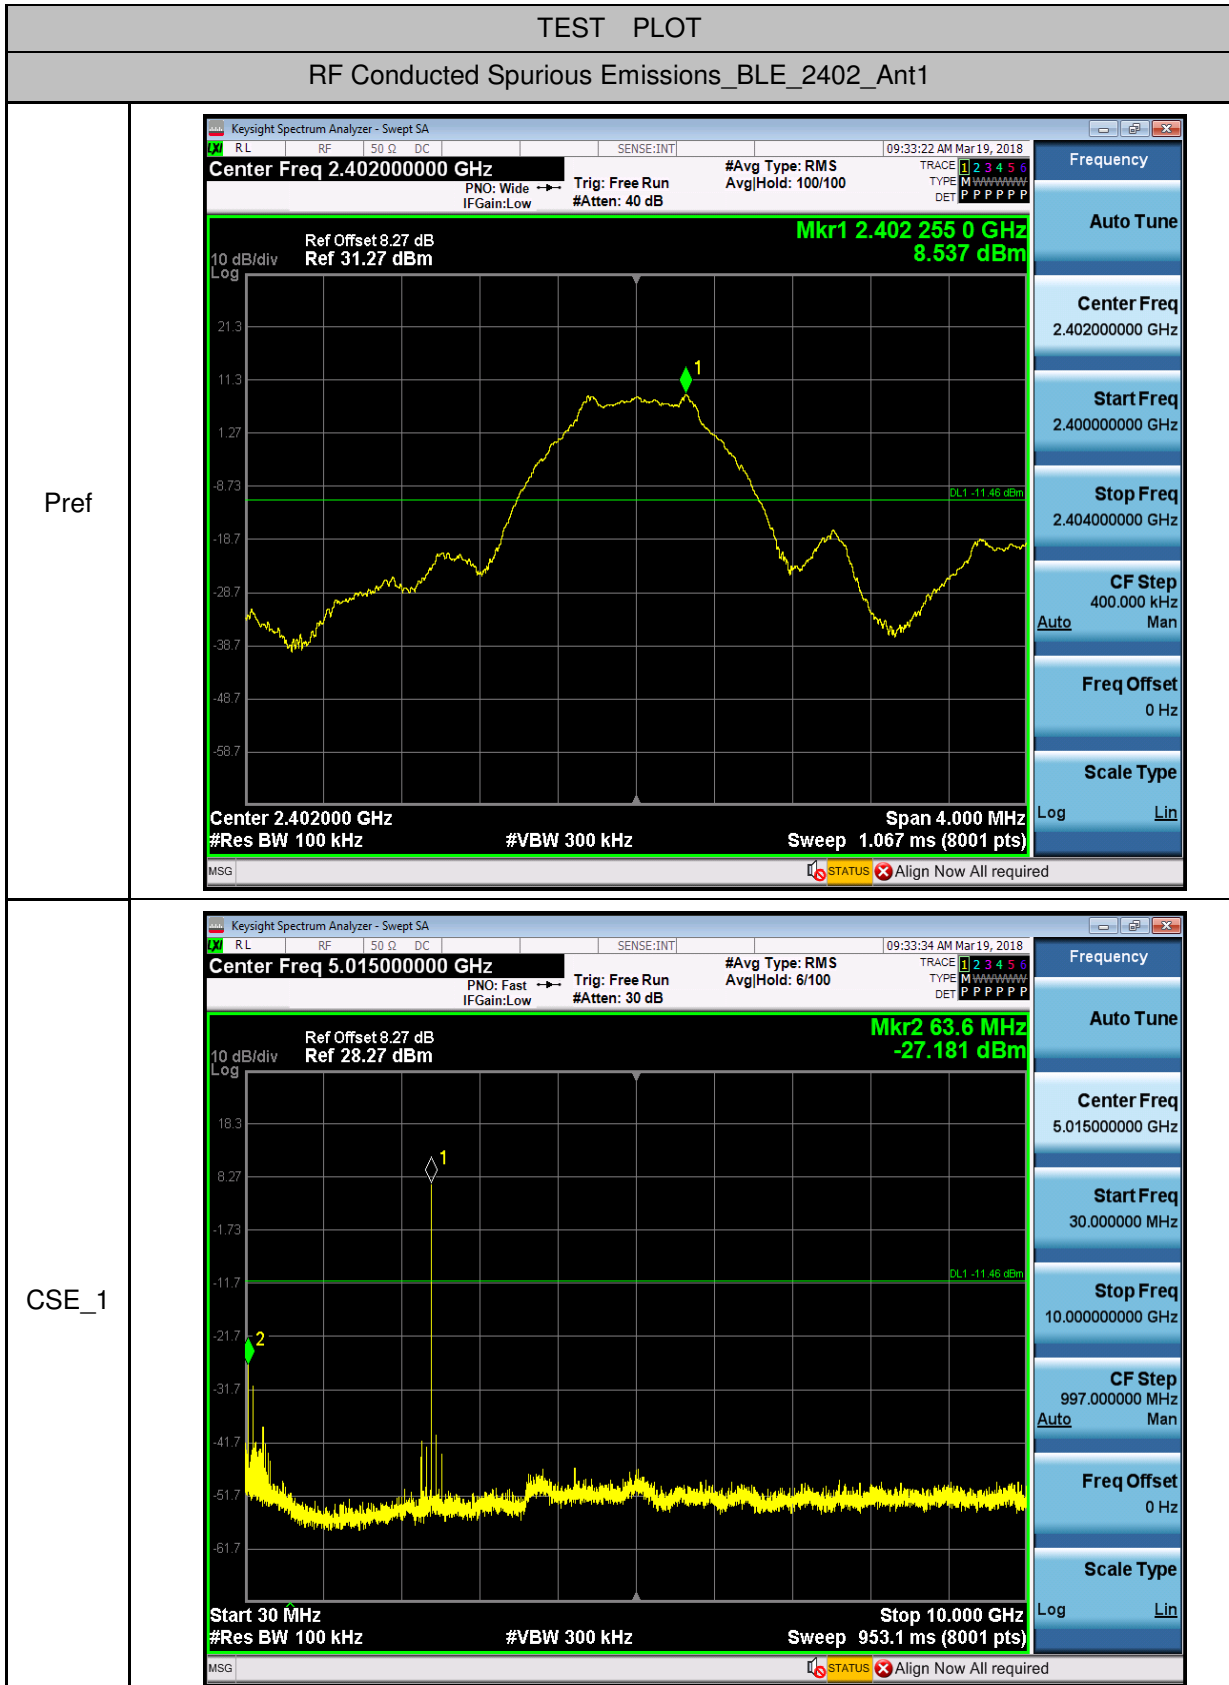 TEST PLOT
RF Conducted Spurious Emissions_BLE_2402_Ant1
Pref
Keysight Spectrum Analyzer - Swept SA
LXI RL RF 50 Ω DC SENSE:INT 09:33:22 AM Mar 19, 2018
Center Freq 2.402000000 GHz
PNO: Wide
IFGain:Low
Trig: Free Run
#Atten: 40 dB
#Avg Type: RMS
Avg|Hold: 100/100
TRACE 1 2 3 4 5 6
TYPE M WWWWW
DET P P P P P P
Mkr1 2.402 255 0 GHz
8.537 dBm
Ref Offset 8.27 dB
10 dB/div Ref 31.27 dBm
Log
21.3
11.3
1.27
-8.73
-18.7
-28.7
-38.7
-48.7
-58.7
1
DL1 -11.46 dBm
Center 2.402000 GHz Span 4.000 MHz
#Res BW 100 kHz #VBW 300 kHz Sweep 1.067 ms (8001 pts)
MSG STATUS Align Now All required
Frequency
Auto Tune
Center Freq
2.402000000 GHz
Start Freq
2.400000000 GHz
Stop Freq
2.404000000 GHz
CF Step
400.000 kHz
Auto Man
Freq Offset
0 Hz
Scale Type
Log Lin
CSE_1
Keysight Spectrum Analyzer - Swept SA
LXI RL RF 50 Ω DC SENSE:INT 09:33:34 AM Mar 19, 2018
Center Freq 5.015000000 GHz
PNO: Fast
IFGain:Low
Trig: Free Run
#Atten: 30 dB
#Avg Type: RMS
Avg|Hold: 6/100
TRACE 1 2 3 4 5 6
TYPE M WWWWW
DET P P P P P P
Mkr2 63.6 MHz
-27.181 dBm
Ref Offset 8.27 dB
10 dB/div Ref 28.27 dBm
Log
18.3
8.27
-1.73
-11.7
-21.7
-31.7
-41.7
-51.7
-61.7
1
2
DL1 -11.46 dBm
Start 30 MHz Stop 10.000 GHz
#Res BW 100 kHz #VBW 300 kHz Sweep 953.1 ms (8001 pts)
MSG STATUS Align Now All required
Frequency
Auto Tune
Center Freq
5.015000000 GHz
Start Freq
30.000000 MHz
Stop Freq
10.000000000 GHz
CF Step
997.000000 MHz
Auto Man
Freq Offset
0 Hz
Scale Type
Log Lin